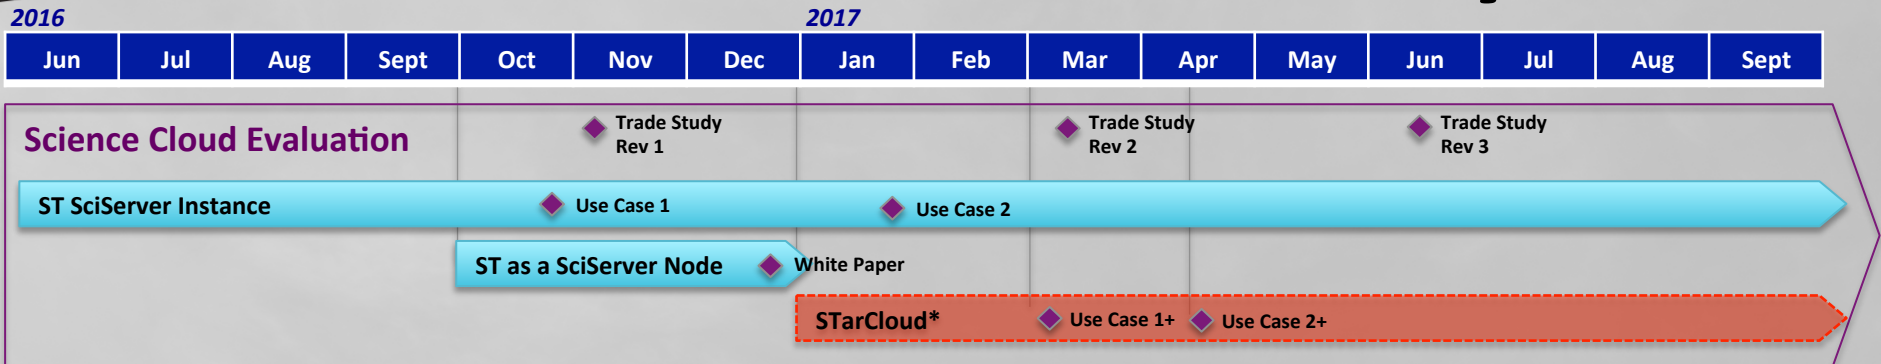 2016 2017
Jun Jul Aug Sept Oct Nov Dec Jan Feb Mar Apr May Jun Jul Aug Sept
Science Cloud Evaluation
Trade Study
Rev 1
Trade Study
Rev 2
Trade Study
Rev 3
ST SciServer Instance
Use Case 1
Use Case 2
ST as a SciServer Node
White Paper
STarCloud*
Use Case 1+
Use Case 2+